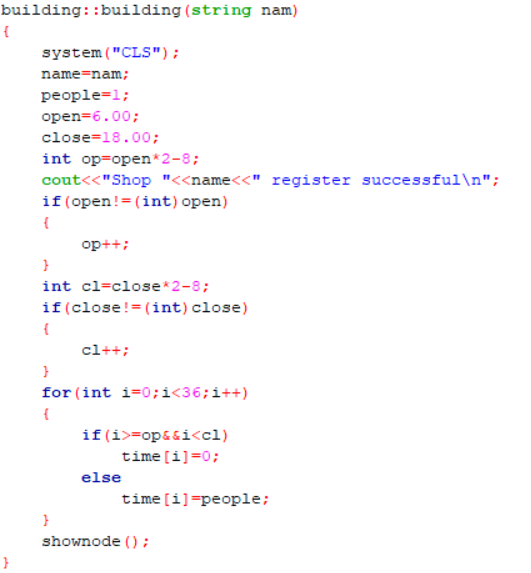 building::building(string nam)
{
    system("CLS");
    name=nam;
    people=1;
    open=6.00;
    close=18.00;
    int op=open*2-8;
    cout<<"Shop "<<name<<" register successful\n";
    if(open!=(int)open)
    {
        op++;
    }
    int cl=close*2-8;
    if(close!=(int)close)
    {
        cl++;
    }
    for(int i=0;i<36;i++)
    {
        if(i>=op&&i<cl)
            time[i]=0;
        else
            time[i]=people;
    }
    shownode();
}